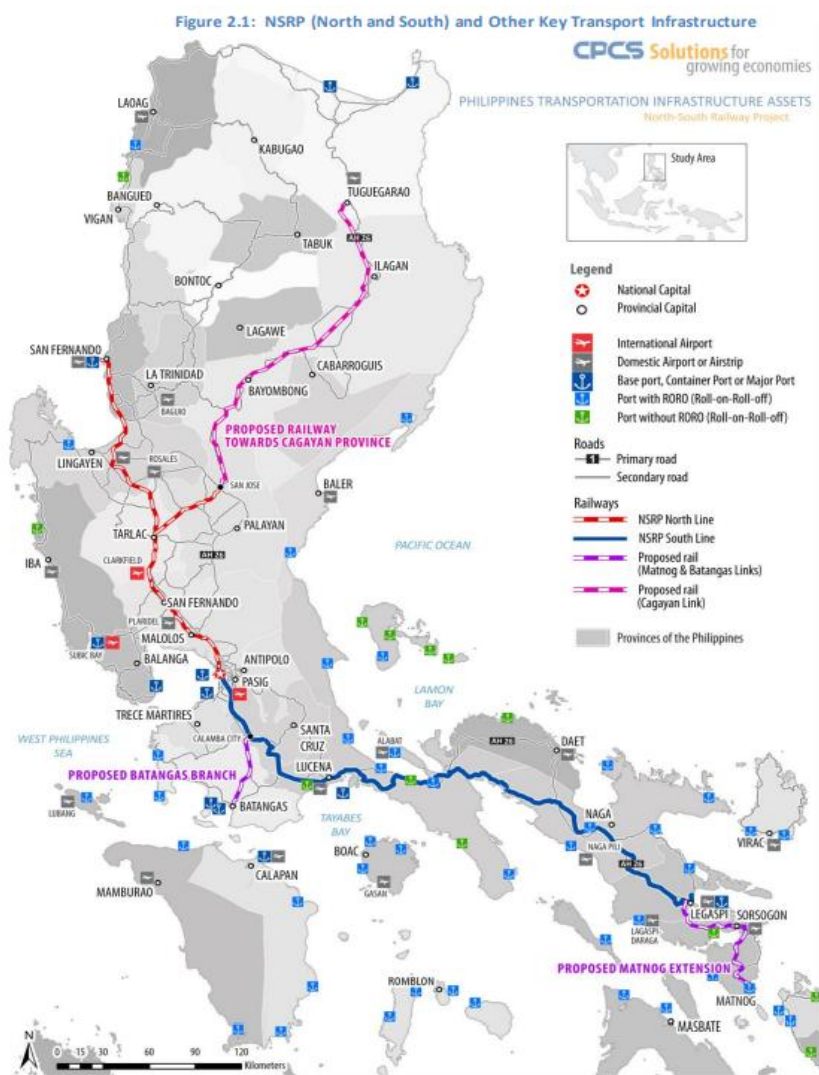 Figure 2.1: NSRP (North and South) and Other Key Transport Infrastructure
CPCS Solutions for
growing economies
PHILIPPINES TRANSPORTATION INFRASTRUCTURE ASSETS
North-South Railway Project
Study Area
Legend
National Capital
Provincial Capital
International Airport
Domestic Airport or Airstrip
Base port, Container Port or Major Port
Port with RORO (Roll-on-Roll-off)
Port without RORO (Roll-on-Roll-off)
Roads
1 Primary road
Secondary road
Railways
NSRP North Line
NSRP South Line
Proposed rail
(Matnog & Batangas Links)
Proposed rail
(Cagayan Link)
Provinces of the Philippines
LAOAG
KABUGAO
BANGUED
VIGAN
TUGUEGARAO
TABUK
AH 26
ILAGAN
BONTOC
LAGAWE
SAN FERNANDO
LA TRINIDAD
BAGUIO
CABARROGUIS
BAYOMBONG
PROPOSED RAILWAY
TOWARDS CAGAYAN PROVINCE
LINGAYEN
ROSALES
SAN JOSE
BALER
TARLAC
PALAYAN
AH 26
PACIFIC OCEAN
IBA
CLARKFIELD
SAN FERNANDO
PLARIDEL
MALOLOS
SUBIC BAY
BALANGA
ANTIPOLO
PASIG
LAMON
BAY
TRECE MARTIRES
WEST PHILIPPINES
SEA
CALAMBA CITY
SANTA
CRUZ
ALABAT
AH 26
DAET
PROPOSED BATANGAS BRANCH
LUCENA
LUBANG
BATANGAS
TAYABES
BAY
NAGA
NAGA PILI
VIRAC
BOAC
AH 26
CALAPAN
MAMBURAO
GASAN
LEGASPI
SORSOGON
LAGASPI
DARAGA
PROPOSED MATNOG EXTENSION
MATNOG
ROMBLON
MASBATE
N
0 15 30 60 90 120
Kilometers